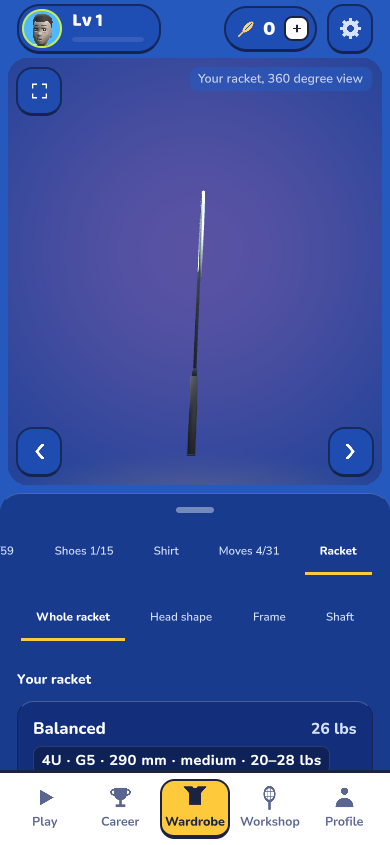 Lv 1
0
+
Your racket, 360 degree view
/59
Shoes 1/15
Shirt
Moves 4/31
Racket
Whole racket
Head shape
Frame
Shaft
Your racket
Balanced
26 lbs
4U · G5 · 290 mm · medium · 20–28 lbs
Play
Career
Wardrobe
Workshop
Profile